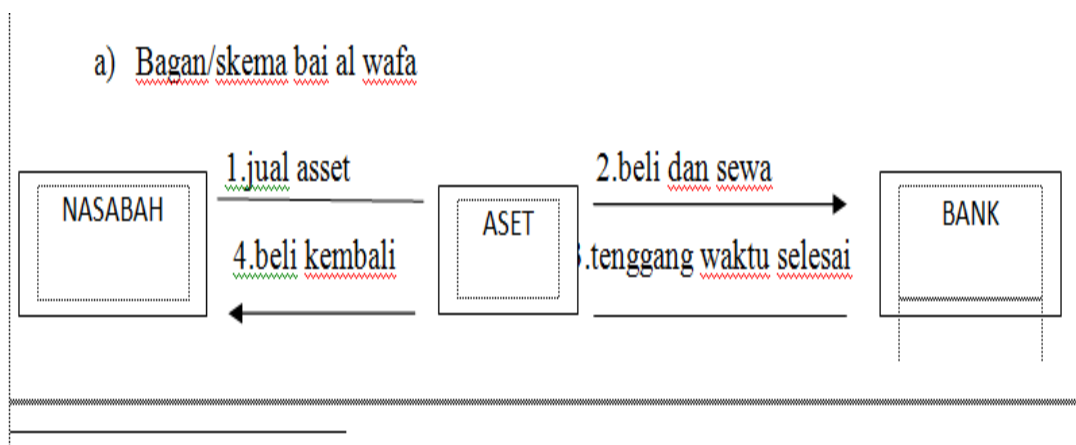 a) Bagan/skema bai al wafa
1.jual asset
2.beli dan sewa
NASABAH
ASET
BANK
4.beli kembali
3.tenggang waktu selesai